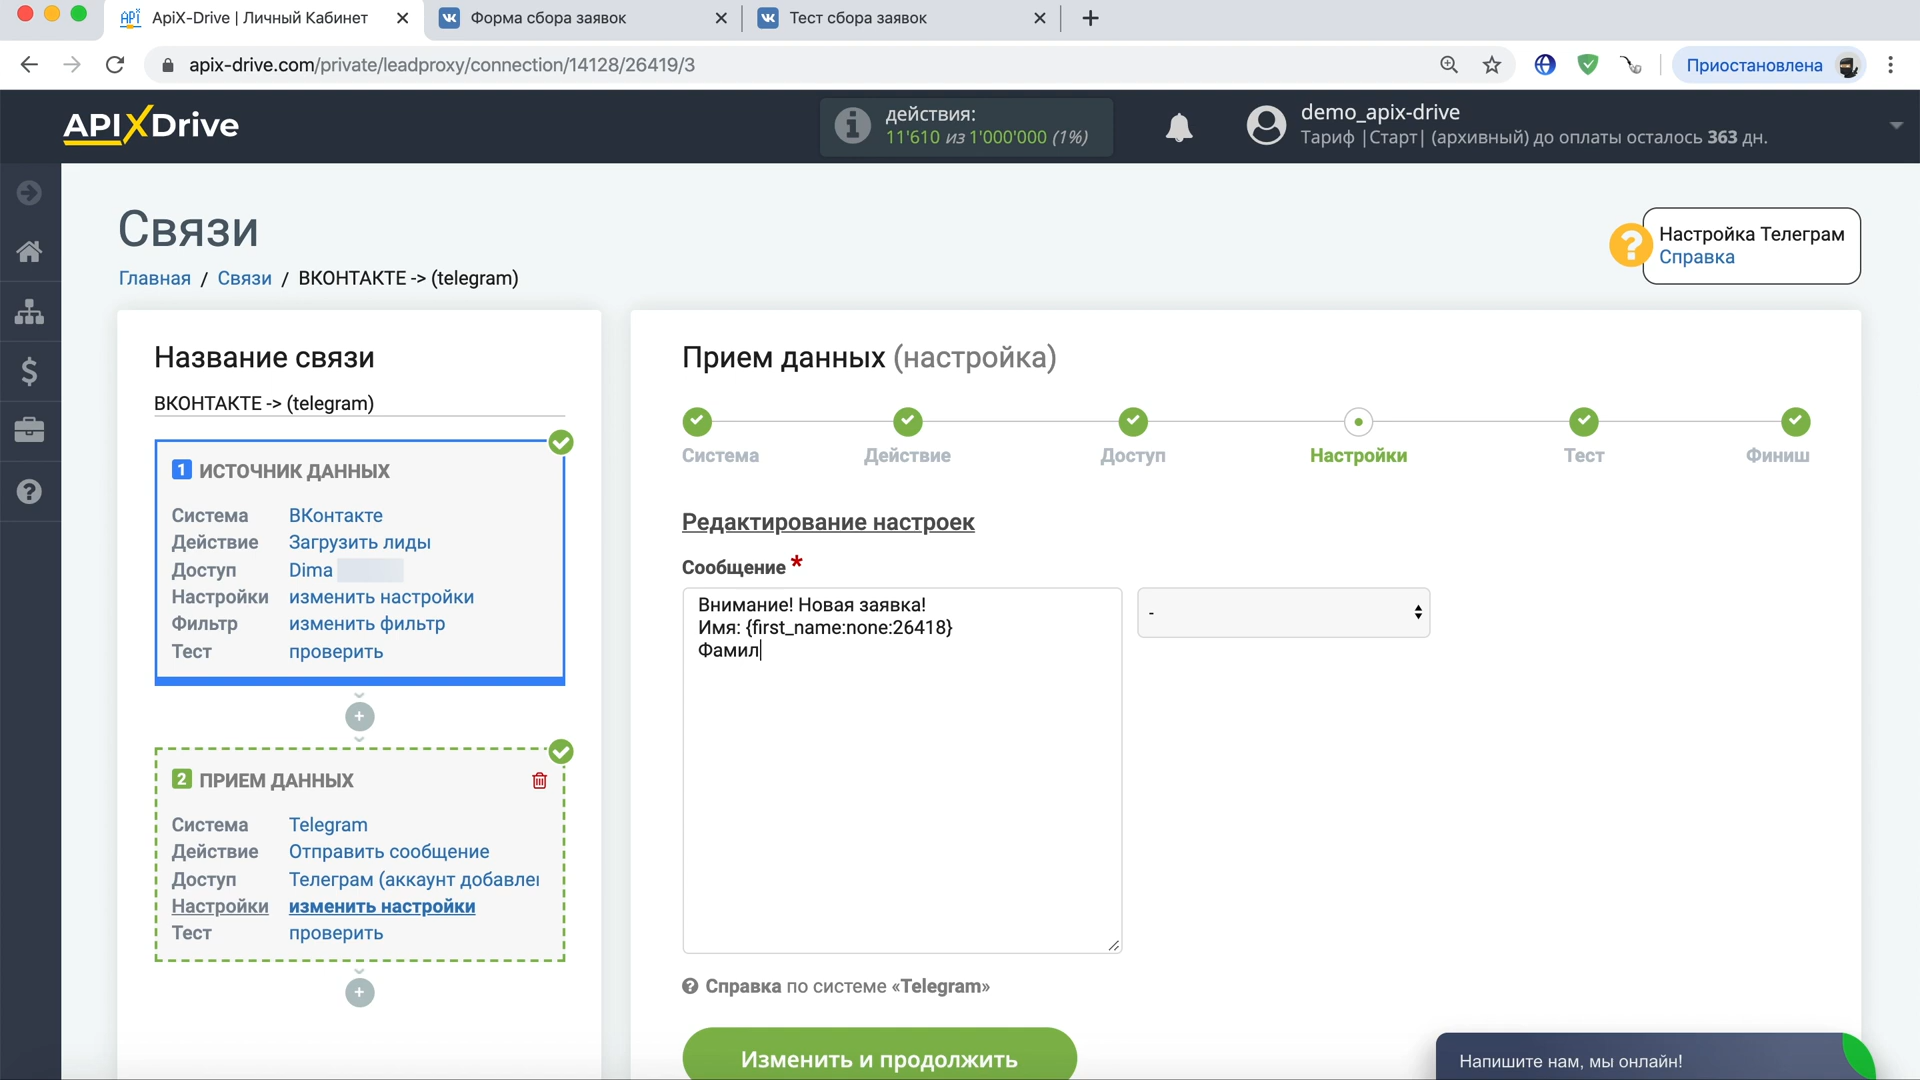 ApiX-Drive | Личный Кабинет
Форма сбора заявок
Тест сбора заявок
apix-drive.com/private/leadproxy/connection/14128/26419/3
Приостановлена
APIXDrive
действия:
11'610 из 1'000'000 (1%)
demo_apix-drive
Тариф |Старт| (архивный) до оплаты осталось 363 дн.
Связи
Главная / Связи / ВКОНТАКТЕ -> (telegram)
Настройка Телеграм
Справка
Название связи
ВКОНТАКТЕ -> (telegram)
1 ИСТОЧНИК ДАННЫХ
Система ВКонтакте
Действие Загрузить лиды
Доступ Dima
Настройки изменить настройки
Фильтр изменить фильтр
Тест проверить
2 ПРИЕМ ДАННЫХ
Система Telegram
Действие Отправить сообщение
Доступ Телеграм (аккаунт добавлен
Настройки изменить настройки
Тест проверить
Прием данных (настройка)
Система
Действие
Доступ
Настройки
Тест
Финиш
Редактирование настроек
Сообщение *
Внимание! Новая заявка!
Имя: {first_name:none:26418}
Фамил
-
Справка по системе «Telegram»
Изменить и продолжить
Напишите нам, мы онлайн!